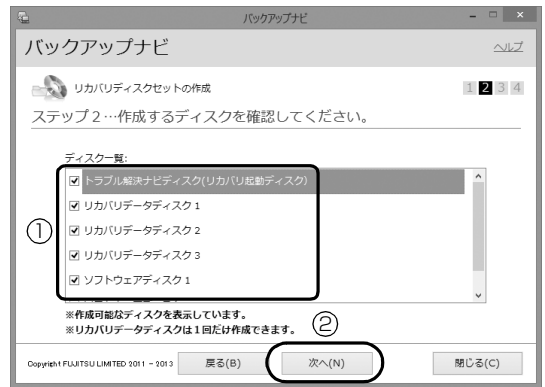 バックアップナビ
バックアップナビ
ヘルプ
リカバリディスクセットの作成
1 2 3 4
ステップ2…作成するディスクを確認してください。
ディスク一覧:
トラブル解決ナビディスク(リカバリ起動ディスク)
リカバリデータディスク 1
リカバリデータディスク 2
リカバリデータディスク 3
ソフトウェアディスク 1
①
※作成可能なディスクを表示しています。
※リカバリデータディスクは1回だけ作成できます。
②
Copyright FUJITSU LIMITED 2011 - 2013
戻る(B)
次へ(N)
閉じる(C)